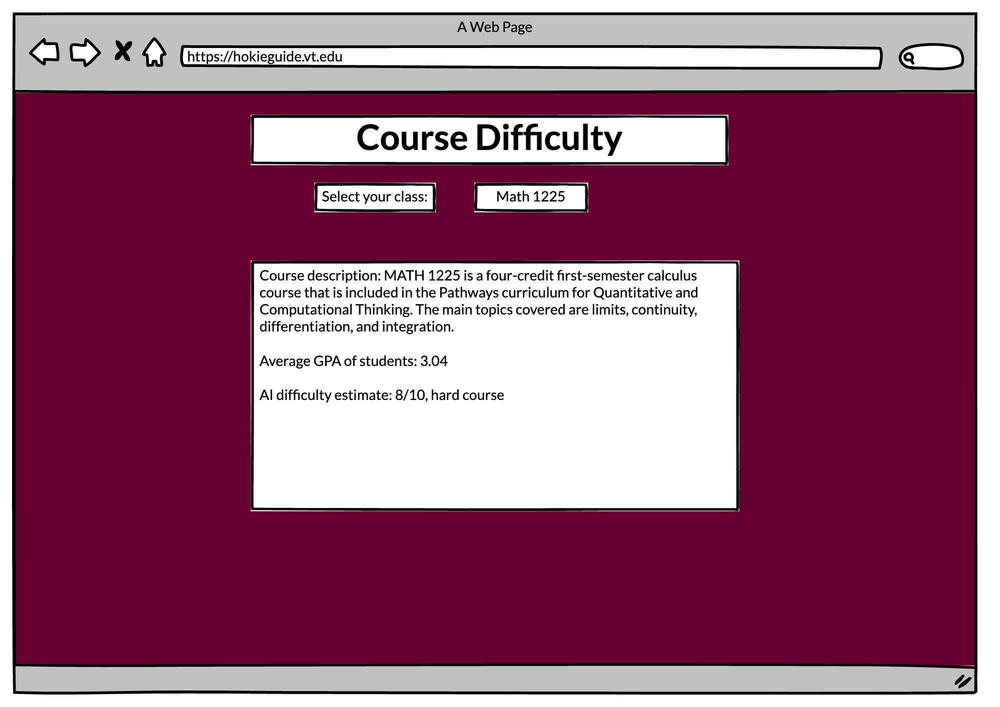 A Web Page
https://hokieguide.vt.edu
Course Difficulty
Select your class:
Math 1225
Course description: MATH 1225 is a four-credit first-semester calculus
course that is included in the Pathways curriculum for Quantitative and
Computational Thinking. The main topics covered are limits, continuity,
differentiation, and integration.
Average GPA of students: 3.04
AI difficulty estimate: 8/10, hard course